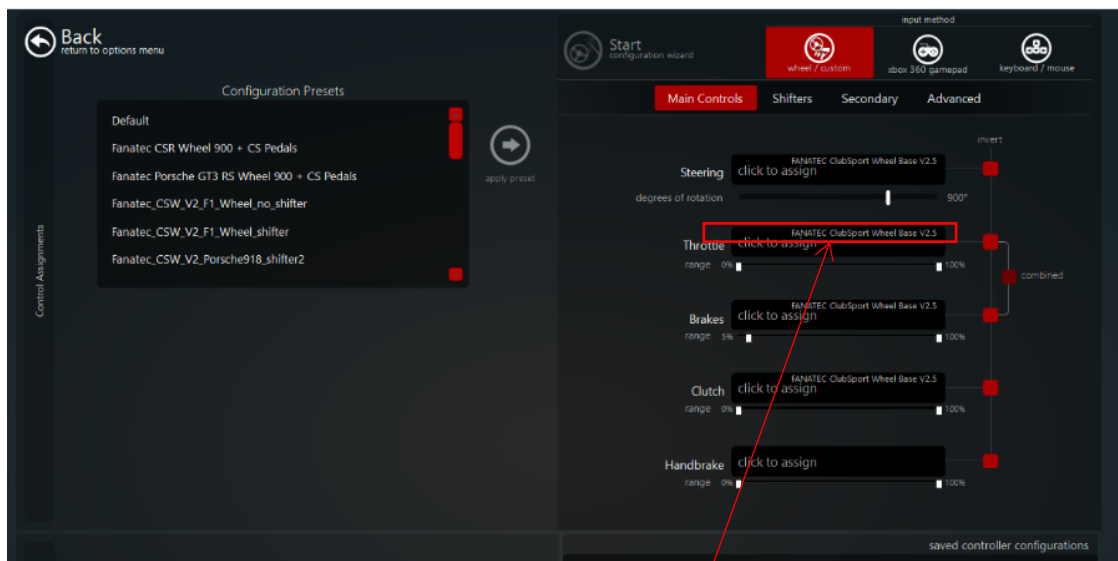 Back
return to options menu
Configuration Presets
Default
Fanatec CSR Wheel 900 + CS Pedals
Fanatec Porsche GT3 RS Wheel 900 + CS Pedals
Fanatec_CSW_V2_F1_Wheel_no_shifter
Fanatec_CSW_V2_F1_Wheel_shifter
Fanatec_CSW_V2_Porsche918_shifter2
apply preset
Control Assignments
Start
configuration wizard
input method
wheel / custom
xbox 360 gamepad
keyboard / mouse
Main Controls Shifters Secondary Advanced
invert
FANATEC ClubSport Wheel Base V2.5
Steering click to assign
degrees of rotation 900°
FANATEC ClubSport Wheel Base V2.5
Throttle click to assign
range 0% 100%
combined
FANATEC ClubSport Wheel Base V2.5
Brakes click to assign
range 5% 100%
FANATEC ClubSport Wheel Base V2.5
Clutch click to assign
range 0% 100%
Handbrake click to assign
range 0% 100%
saved controller configurations